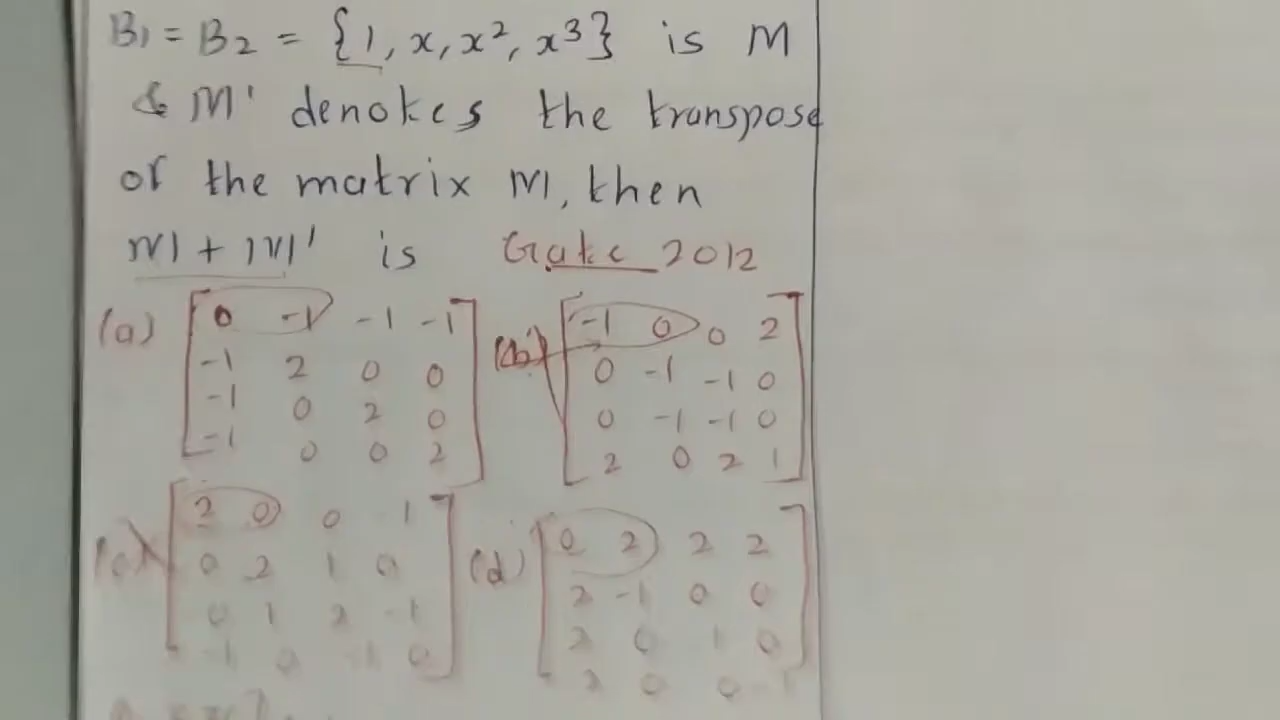 B₁ = B₂ = {1, x, x², x³} is M
& M' denotes the transpose
of the matrix M, then
M + M' is Gate 2012
(a) [0 -1 -1 -1 (b) [-1 0 0 2
-1 2 0 0 0 -1 -1 0
-1 0 2 0 0 -1 -1 0
-1 0 0 2] 2 0 2 1]
(c) [2 0 0 -1 (d) [0 2 2 2
0 2 1 0 2 -1 0 0
0 1 2 -1 2 0 1 0
-1 0 -1 0] 2 0 0 -1]